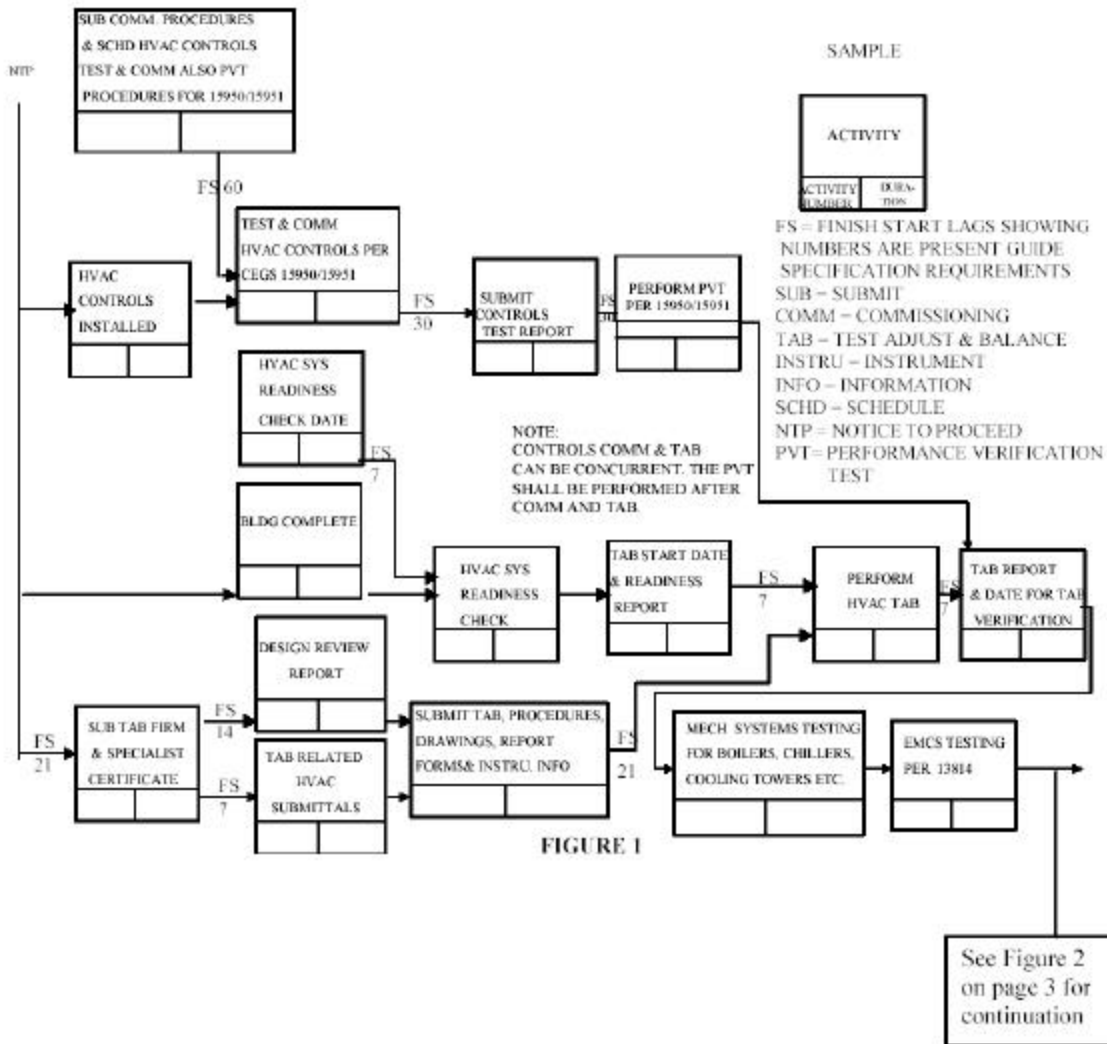 SUB COMM. PROCEDURES
& SCHD HVAC CONTROLS
TEST & COMM ALSO PVT
PROCEDURES FOR 15950/15951
NTP
SAMPLE
ACTIVITY
ACTIVITY
NUMBER
DURA-
TION
FS = FINISH START LAGS SHOWING
NUMBERS ARE PRESENT GUIDE
SPECIFICATION REQUIREMENTS
SUB – SUBMIT
COMM – COMMISSIONING
TAB – TEST ADJUST & BALANCE
INSTRU – INSTRUMENT
INFO – INFORMATION
SCHD – SCHEDULE
NTP = NOTICE TO PROCEED
PVT= PERFORMANCE VERIFICATION
TEST
FS 60
HVAC
CONTROLS
INSTALLED
TEST & COMM
HVAC CONTROLS PER
CEGS 15950/15951
FS
30
SUBMIT
CONTROLS
TEST REPORT
FS
30
PERFORM PVT
PER 15950/15951
HVAC SYS
READINESS
CHECK DATE
FS
7
NOTE:
CONTROLS COMM & TAB
CAN BE CONCURRENT. THE PVT
SHALL BE PERFORMED AFTER
COMM AND TAB.
BLDG COMPLETE
HVAC SYS
READINESS
CHECK
TAB START DATE
& READINESS
REPORT
FS
7
PERFORM
HVAC TAB
FS
7
TAB REPORT
& DATE FOR TAB
VERIFICATION
FS
21
SUB TAB FIRM
& SPECIALIST
CERTIFICATE
FS
14
FS
7
DESIGN REVIEW
REPORT
TAB RELATED
HVAC
SUBMITTALS
SUBMIT TAB, PROCEDURES,
DRAWINGS, REPORT
FORMS& INSTRU. INFO
FS
21
MECH SYSTEMS TESTING
FOR BOILERS, CHILLERS,
COOLING TOWERS ETC.
EMCS TESTING
PER 13814
FIGURE 1
See Figure 2
on page 3 for
continuation